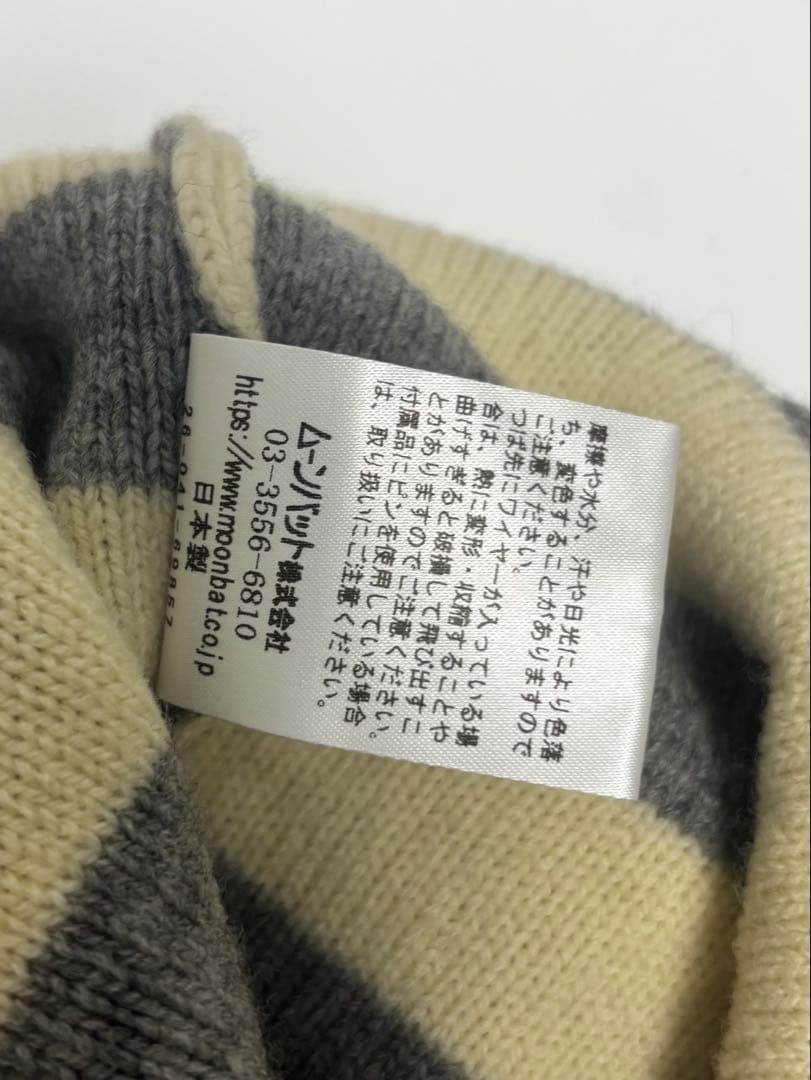 摩擦や水分、汗や日光により色落
ち、変色することがありますので
ご注意ください。
つば先にワイヤーが入っている場
合は、熱に変形・収縮することや
曲げすぎると破損して飛び出すこ
とがありますのでご注意ください。
付属品にピンを使用している場合
は、取り扱いにご注意ください。
ムーンバット株式会社
03-3556-6810
https://www.moonbat.co.jp
日本製